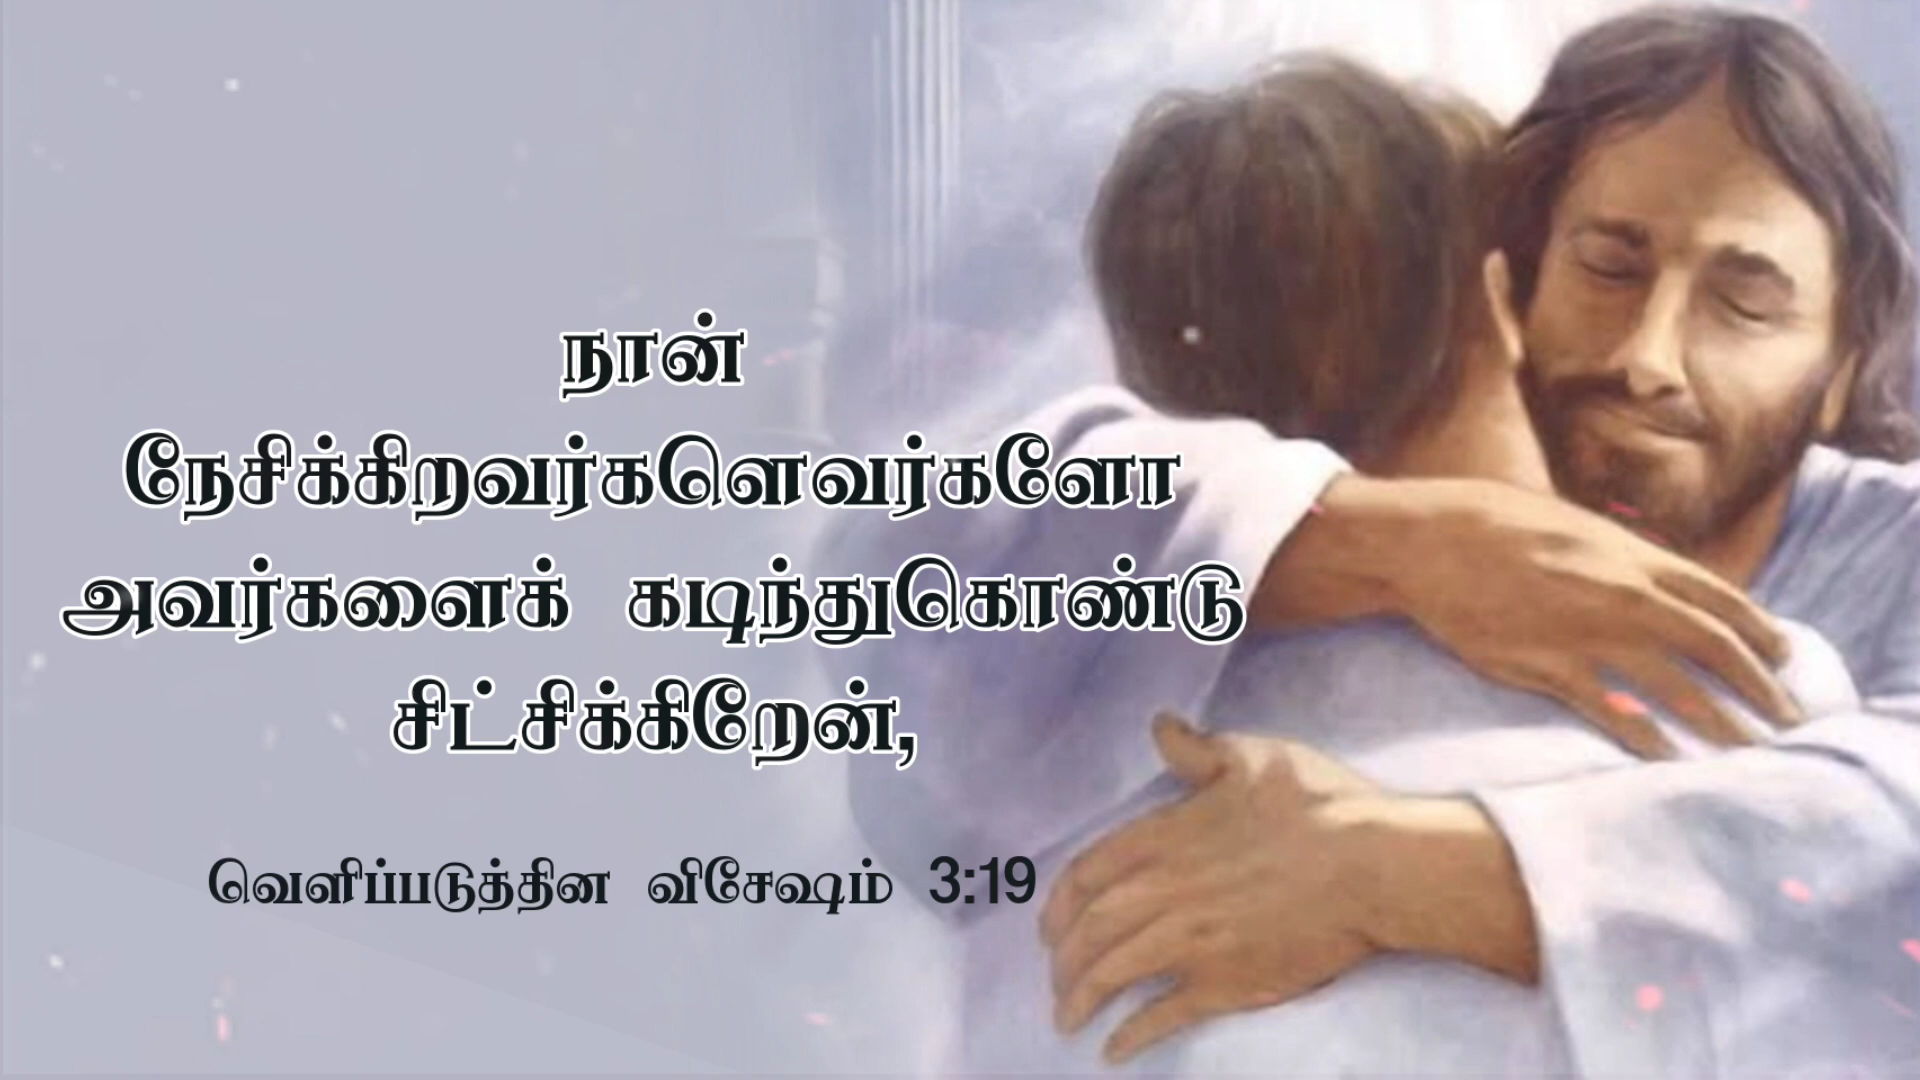 நான்
நேசிக்கிறவர்களெவர்களோ
அவர்களைக் கடிந்துகொண்டு
சிட்சிக்கிறேன்,
வெளிப்படுத்தின விசேஷம் 3:19